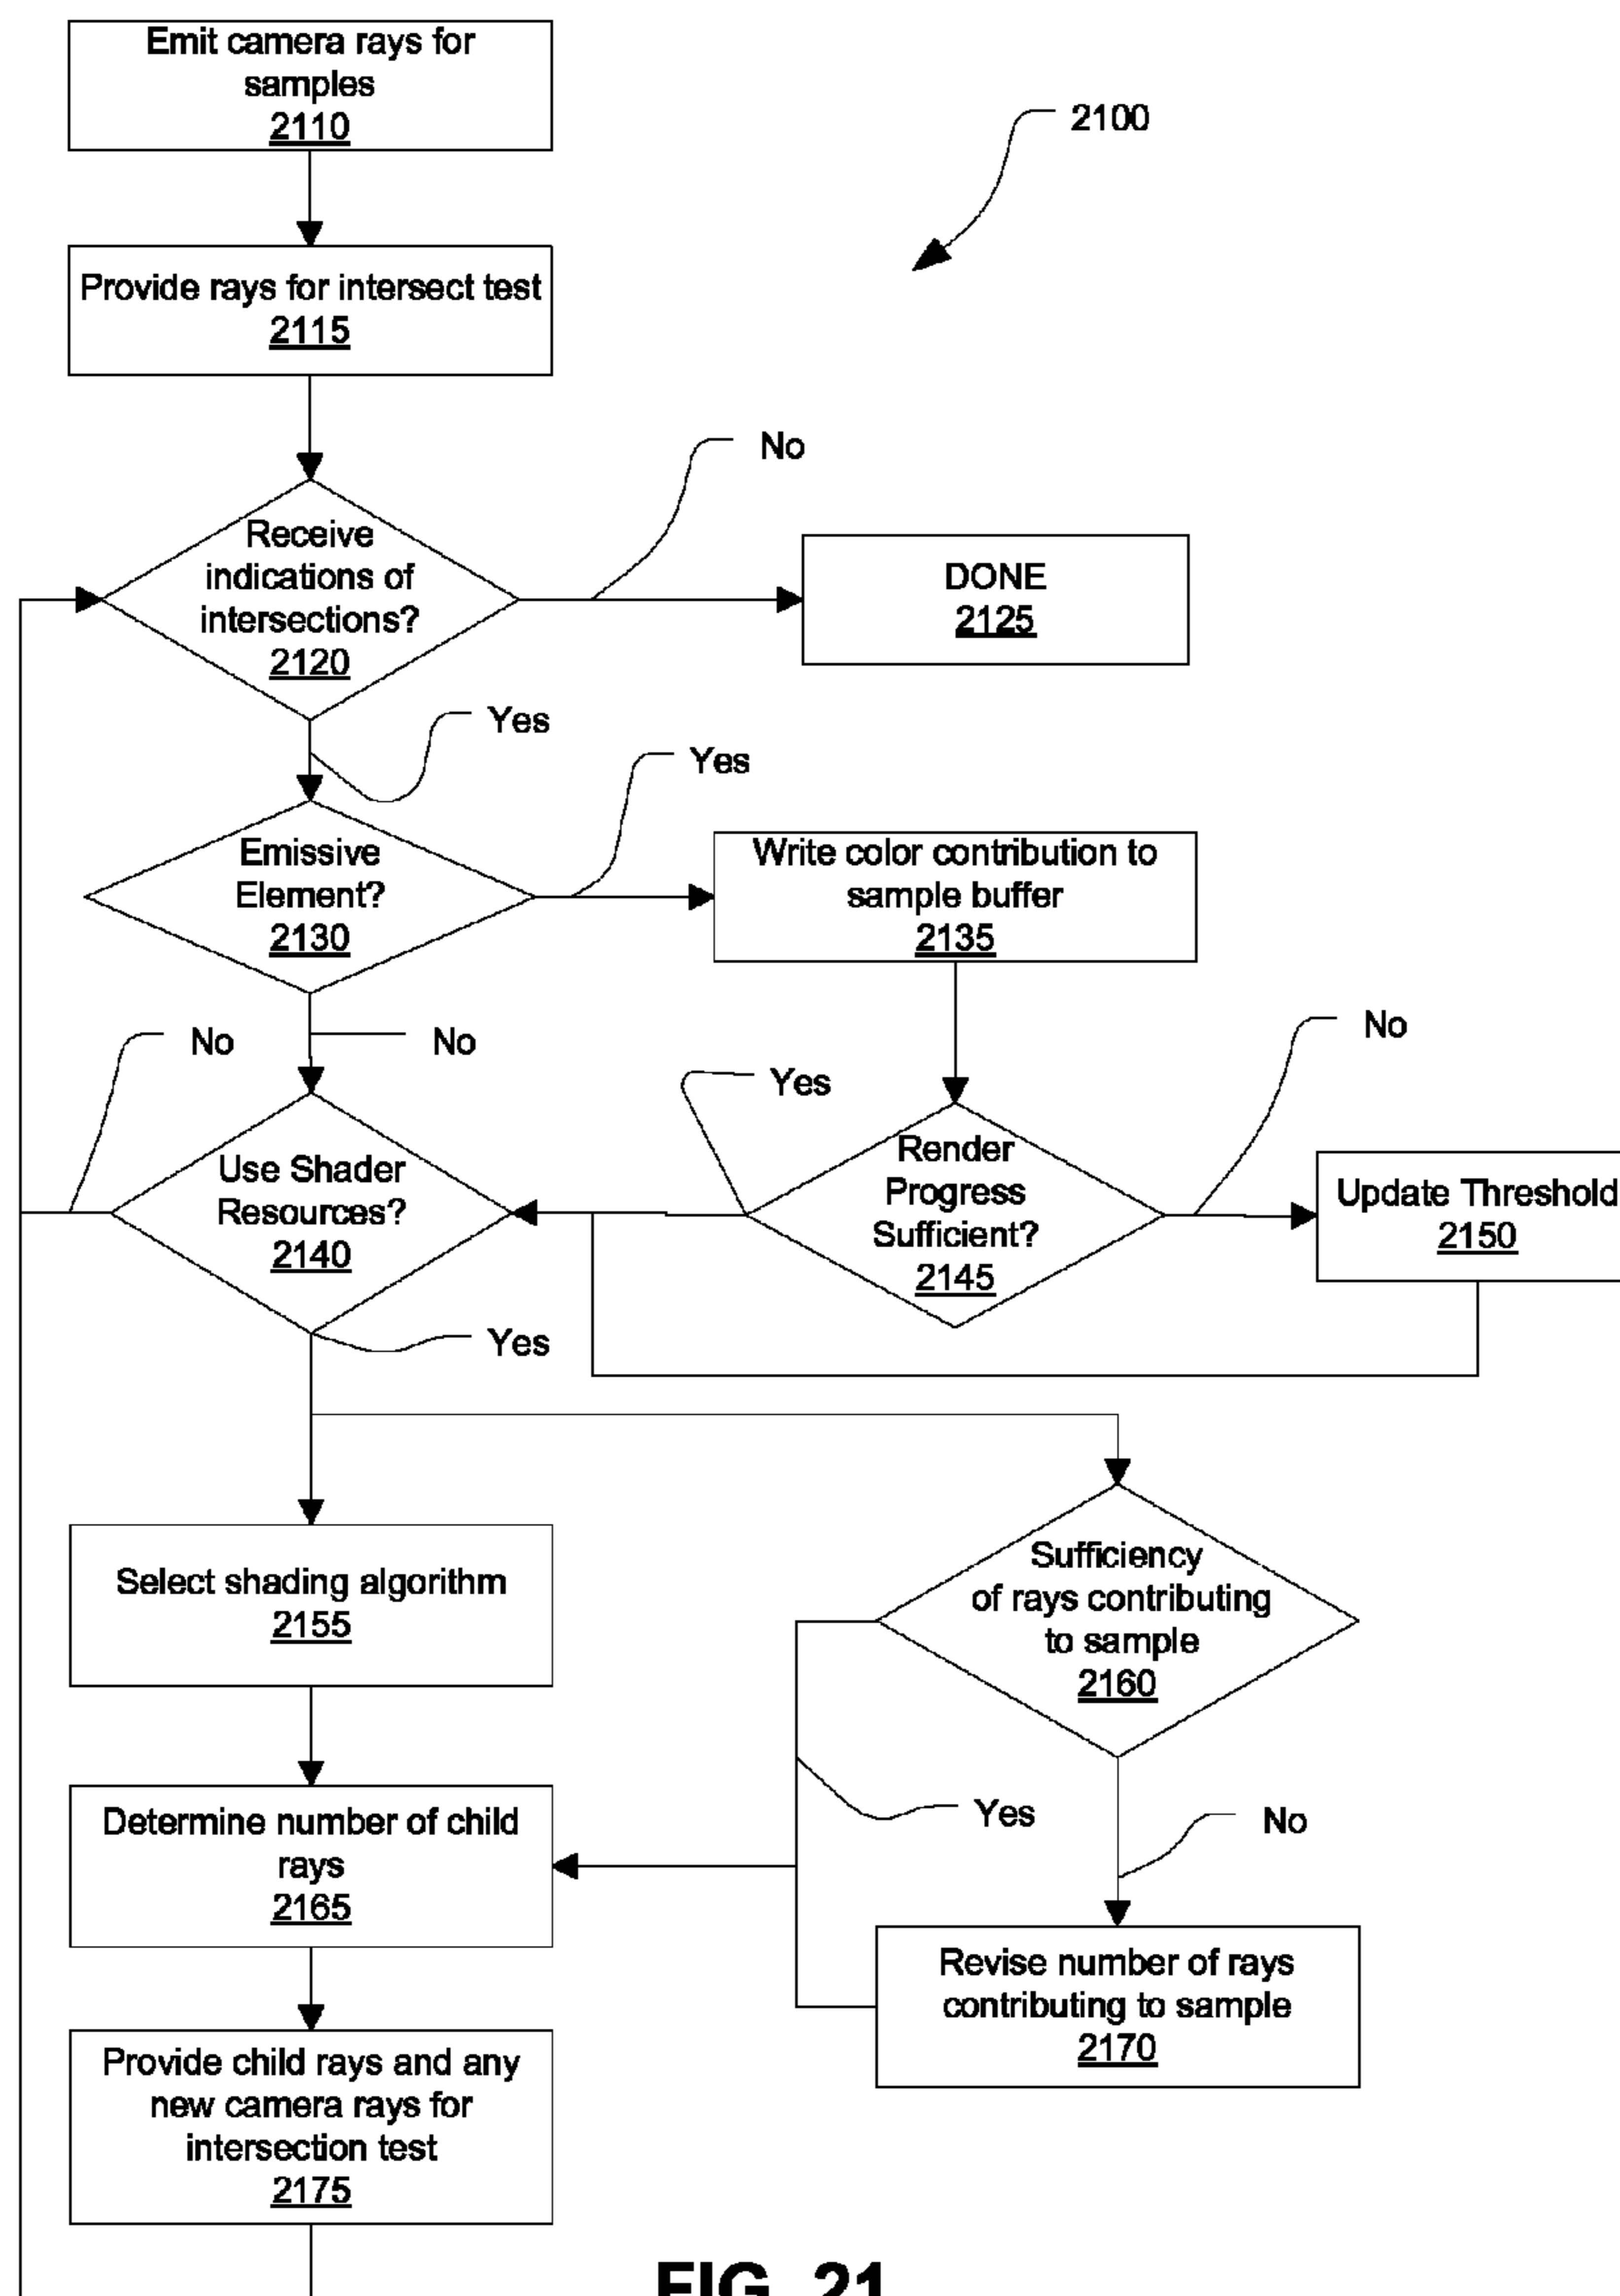 Emit camera rays for
samples
2110
2100
Provide rays for intersect test
2115
No
Receive
indications of
intersections?
2120
DONE
2125
Yes
Yes
Emissive
Element?
2130
Write color contribution to
sample buffer
2135
No
No
Yes
No
Use Shader
Resources?
2140
Render
Progress
Sufficient?
2145
Update Threshold
2150
Yes
Select shading algorithm
2155
Sufficiency
of rays contributing
to sample
2160
Determine number of child
rays
2165
Yes
No
Revise number of rays
contributing to sample
2170
Provide child rays and any
new camera rays for
intersection test
2175
FIG. 21